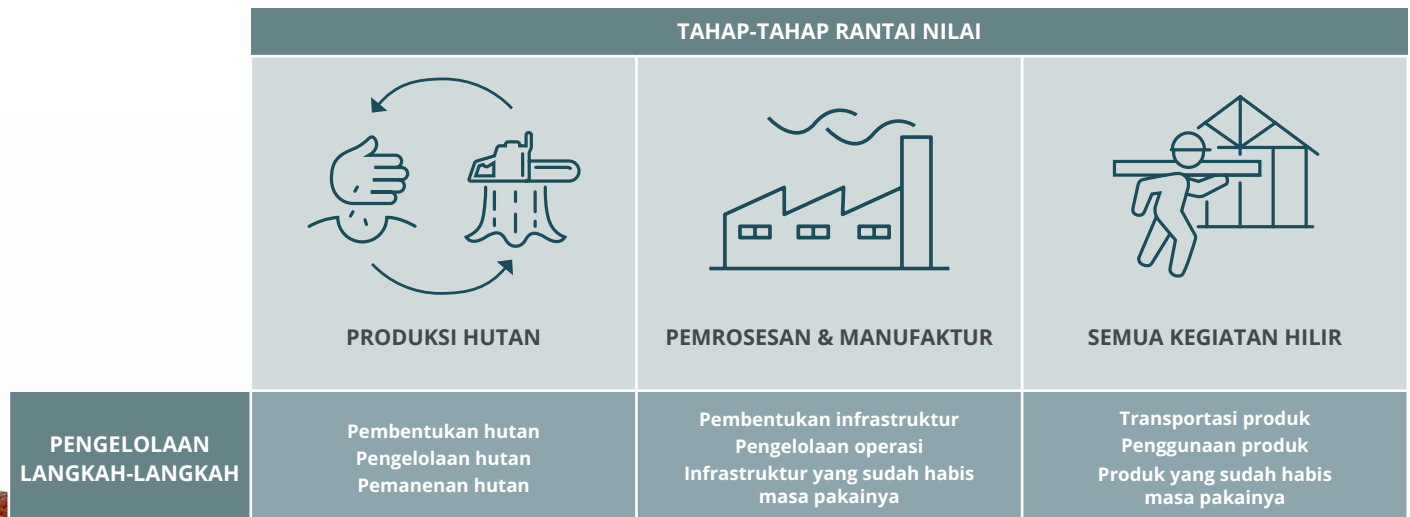 TAHAP-TAHAP RANTAI NILAI
PRODUKSI HUTAN
PEMROSESAN & MANUFAKTUR
SEMUA KEGIATAN HILIR
PENGELOLAAN
LANGKAH-LANGKAH
Pembentukan hutan
Pengelolaan hutan
Pemanenan hutan
Pembentukan infrastruktur
Pengelolaan operasi
Infrastruktur yang sudah habis
masa pakainya
Transportasi produk
Penggunaan produk
Produk yang sudah habis
masa pakainya